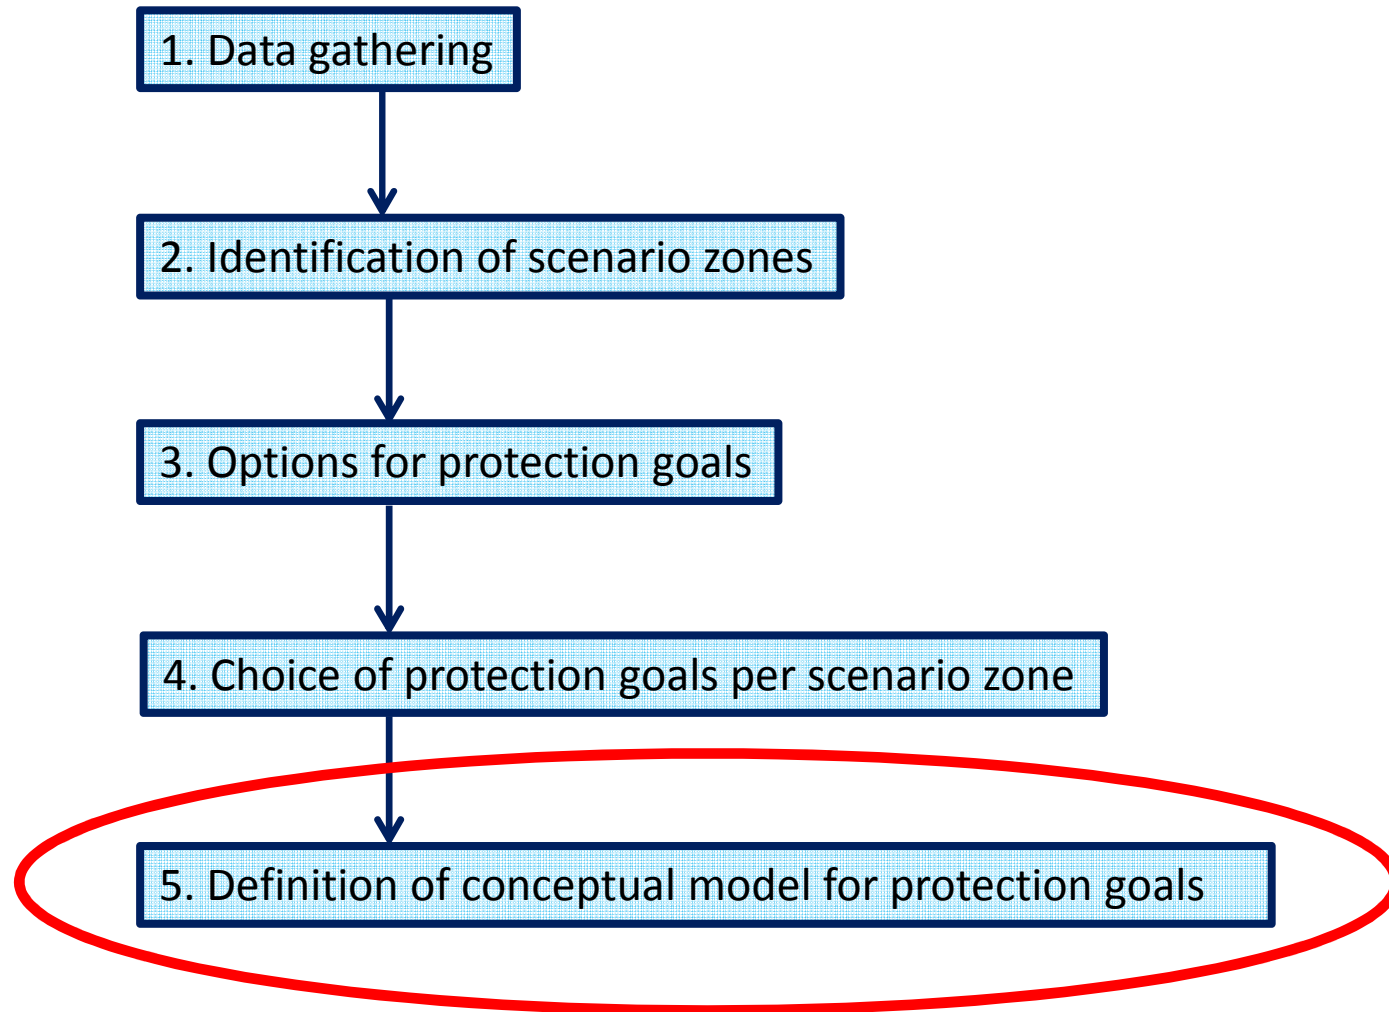 1. Data gathering
2. Identification of scenario zones
3. Options for protection goals
4. Choice of protection goals per scenario zone
5. Definition of conceptual model for protection goals